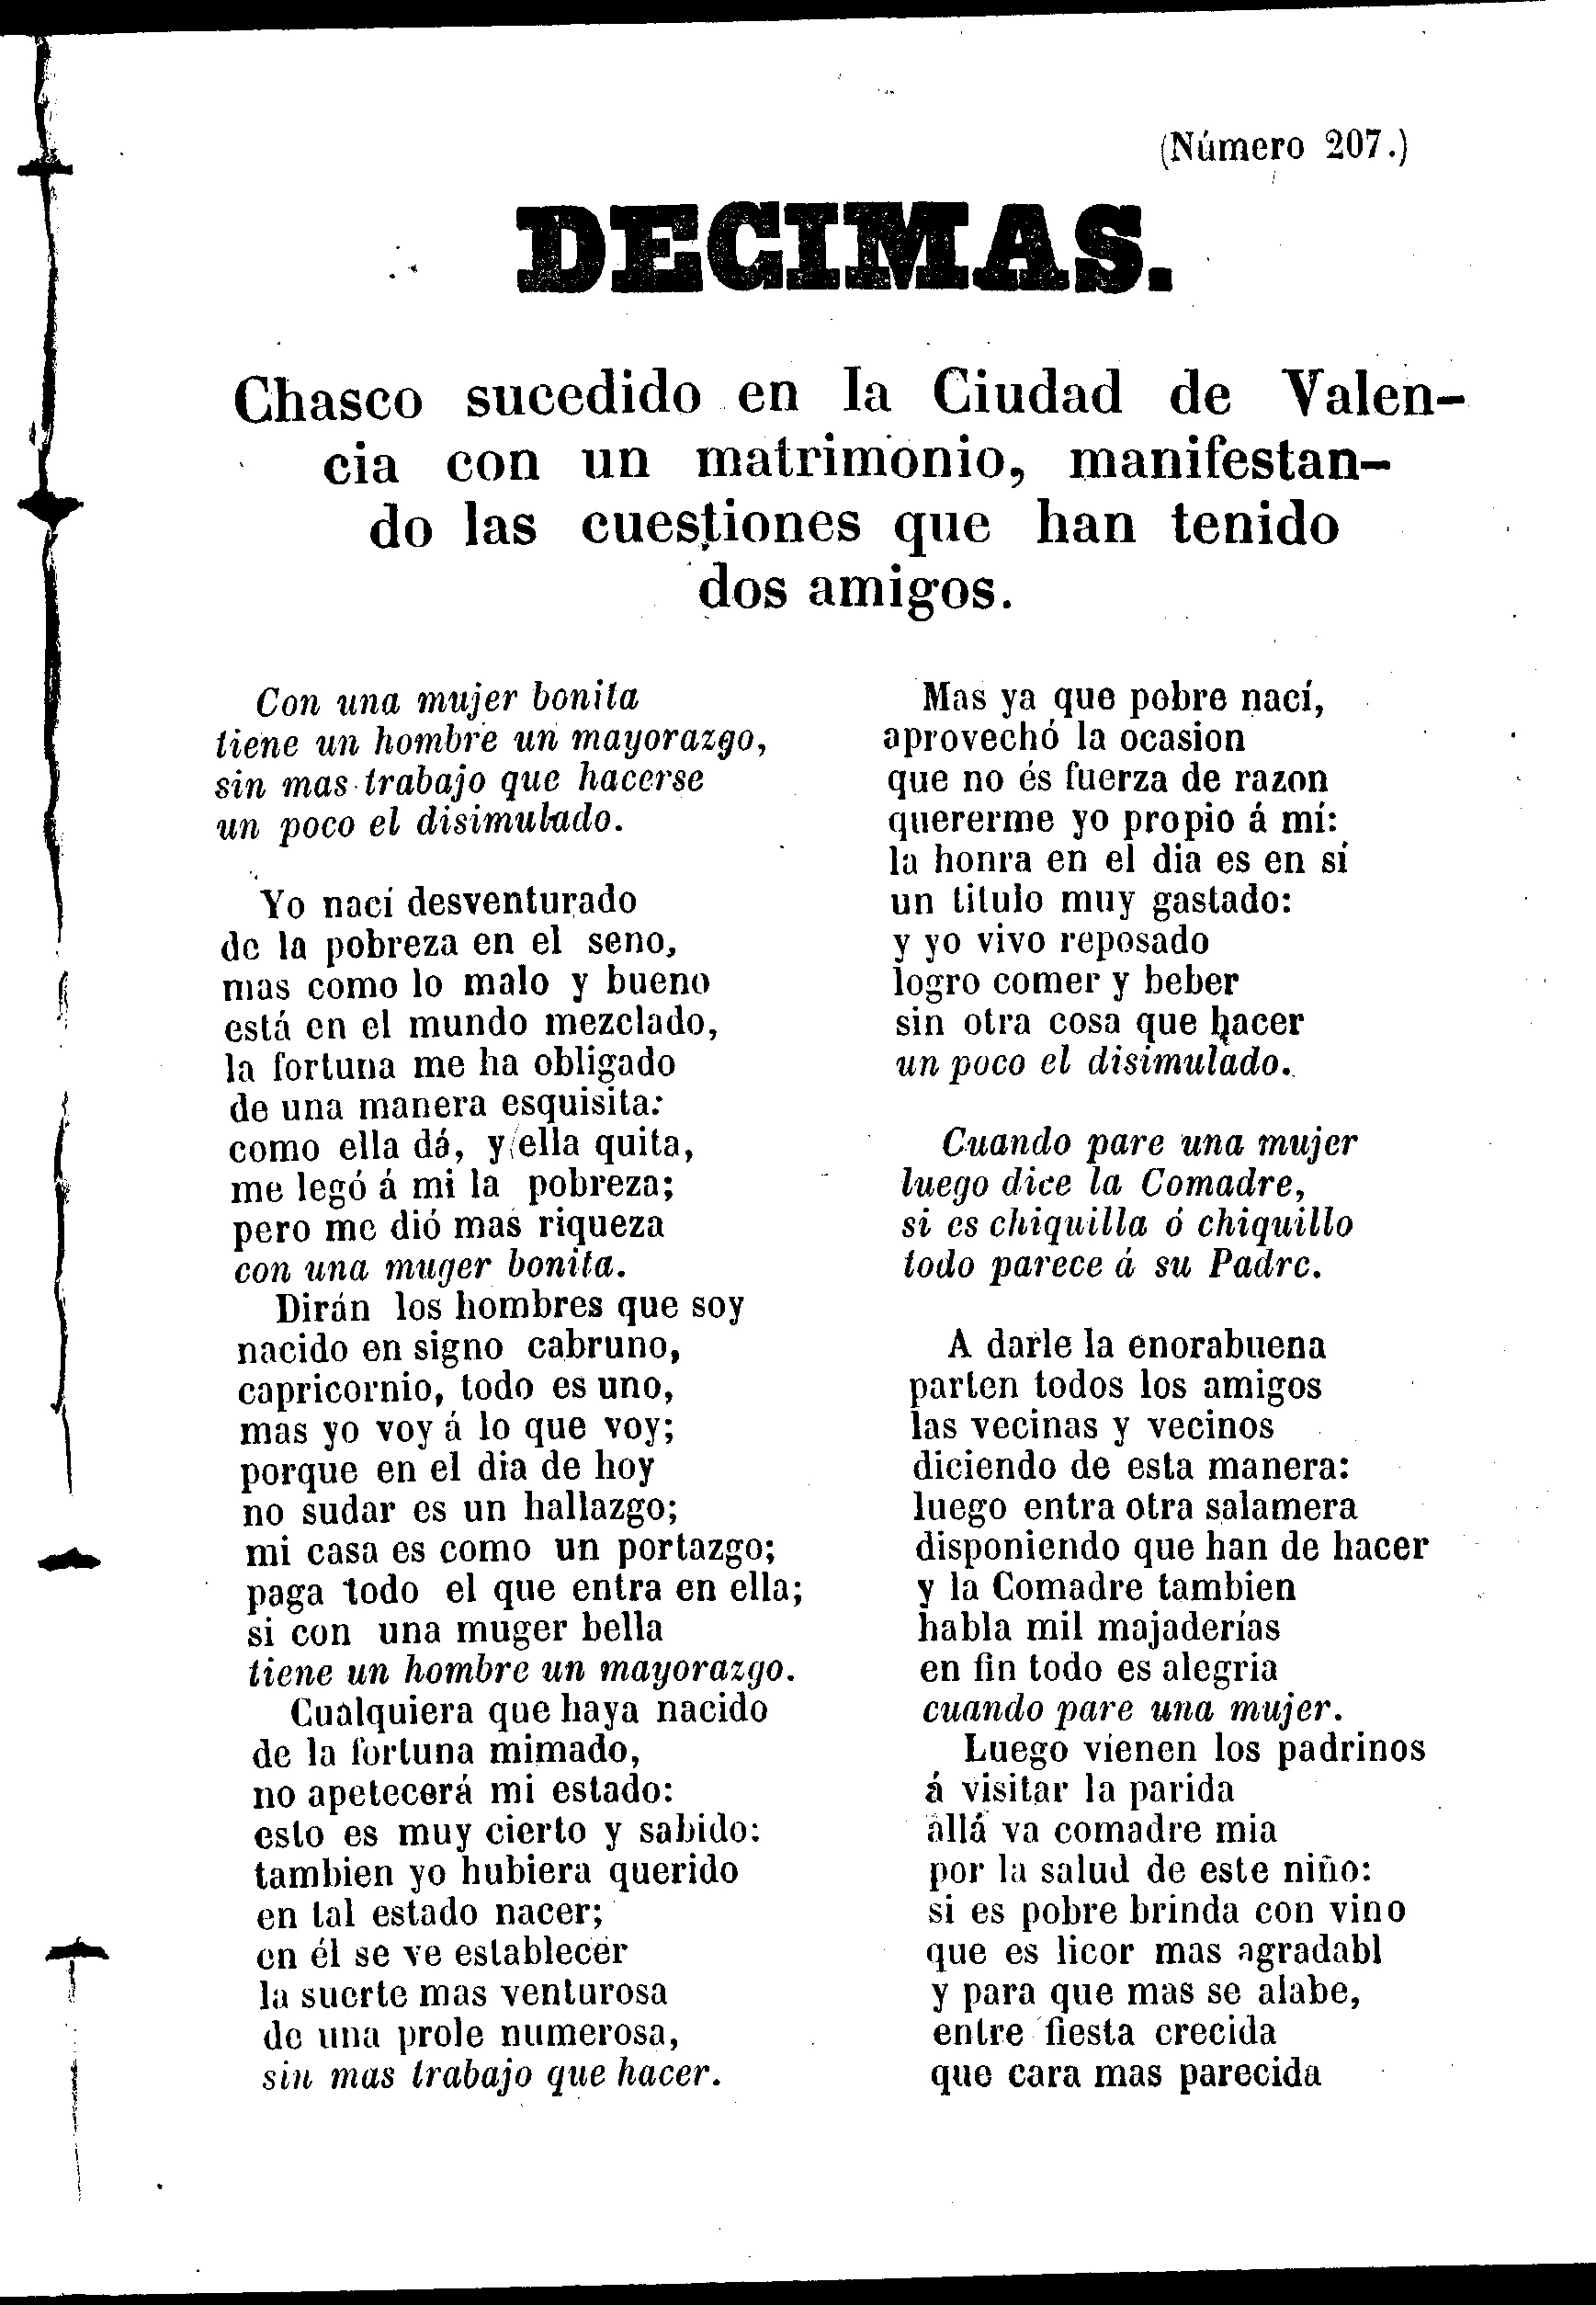 (Número 207.)
DECIMAS.
Chasco sucedido en la Ciudad de Valen-
cia con un matrimonio, manifestan-
do las cuestiones que han tenido
dos amigos.
Con una mujer bonita
tiene un hombre un mayorazgo,
sin mas trabajo que hacerse
un poco el disimulado.
Yo nací desventurado
de la pobreza en el seno,
mas como lo malo y bueno
está en el mundo mezclado,
la fortuna me ha obligado
de una manera esquisita:
como ella dá, y ella quita,
me legó á mi la pobreza;
pero me dió mas riqueza
con una muger bonita.
Dirán los hombres que soy
nacido en signo cabruno,
capricornio, todo es uno,
mas yo voy á lo que voy;
porque en el dia de hoy
no sudar es un hallazgo;
mi casa es como un portazgo;
paga todo el que entra en ella;
si con una muger bella
tiene un hombre un mayorazgo.
Cualquiera que haya nacido
de la fortuna mimado,
no apetecerá mi estado:
esto es muy cierto y sabido:
tambien yo hubiera querido
en tal estado nacer;
en él se ve establecer
la suerte mas venturosa
de una prole numerosa,
sin mas trabajo que hacer.
Mas ya que pobre nací,
aprovechó la ocasion
que no és fuerza de razon
quererme yo propio á mí:
la honra en el dia es en sí
un titulo muy gastado:
y yo vivo reposado
logro comer y beber
sin otra cosa que hacer
un poco el disimulado.
Cuando pare una mujer
luego dice la Comadre,
si es chiquilla ó chiquillo
todo parece á su Padre.
A darle la enorabuena
parten todos los amigos
las vecinas y vecinos
diciendo de esta manera:
luego entra otra salamera
disponiendo que han de hacer
y la Comadre tambien
habla mil majaderías
en fin todo es alegria
cuando pare una mujer.
Luego vienen los padrinos
á visitar la parida
allá va comadre mia
por la salud de este niño:
si es pobre brinda con vino
que es licor mas agradabl
y para que mas se alabe,
entre fiesta crecida
que cara mas parecida